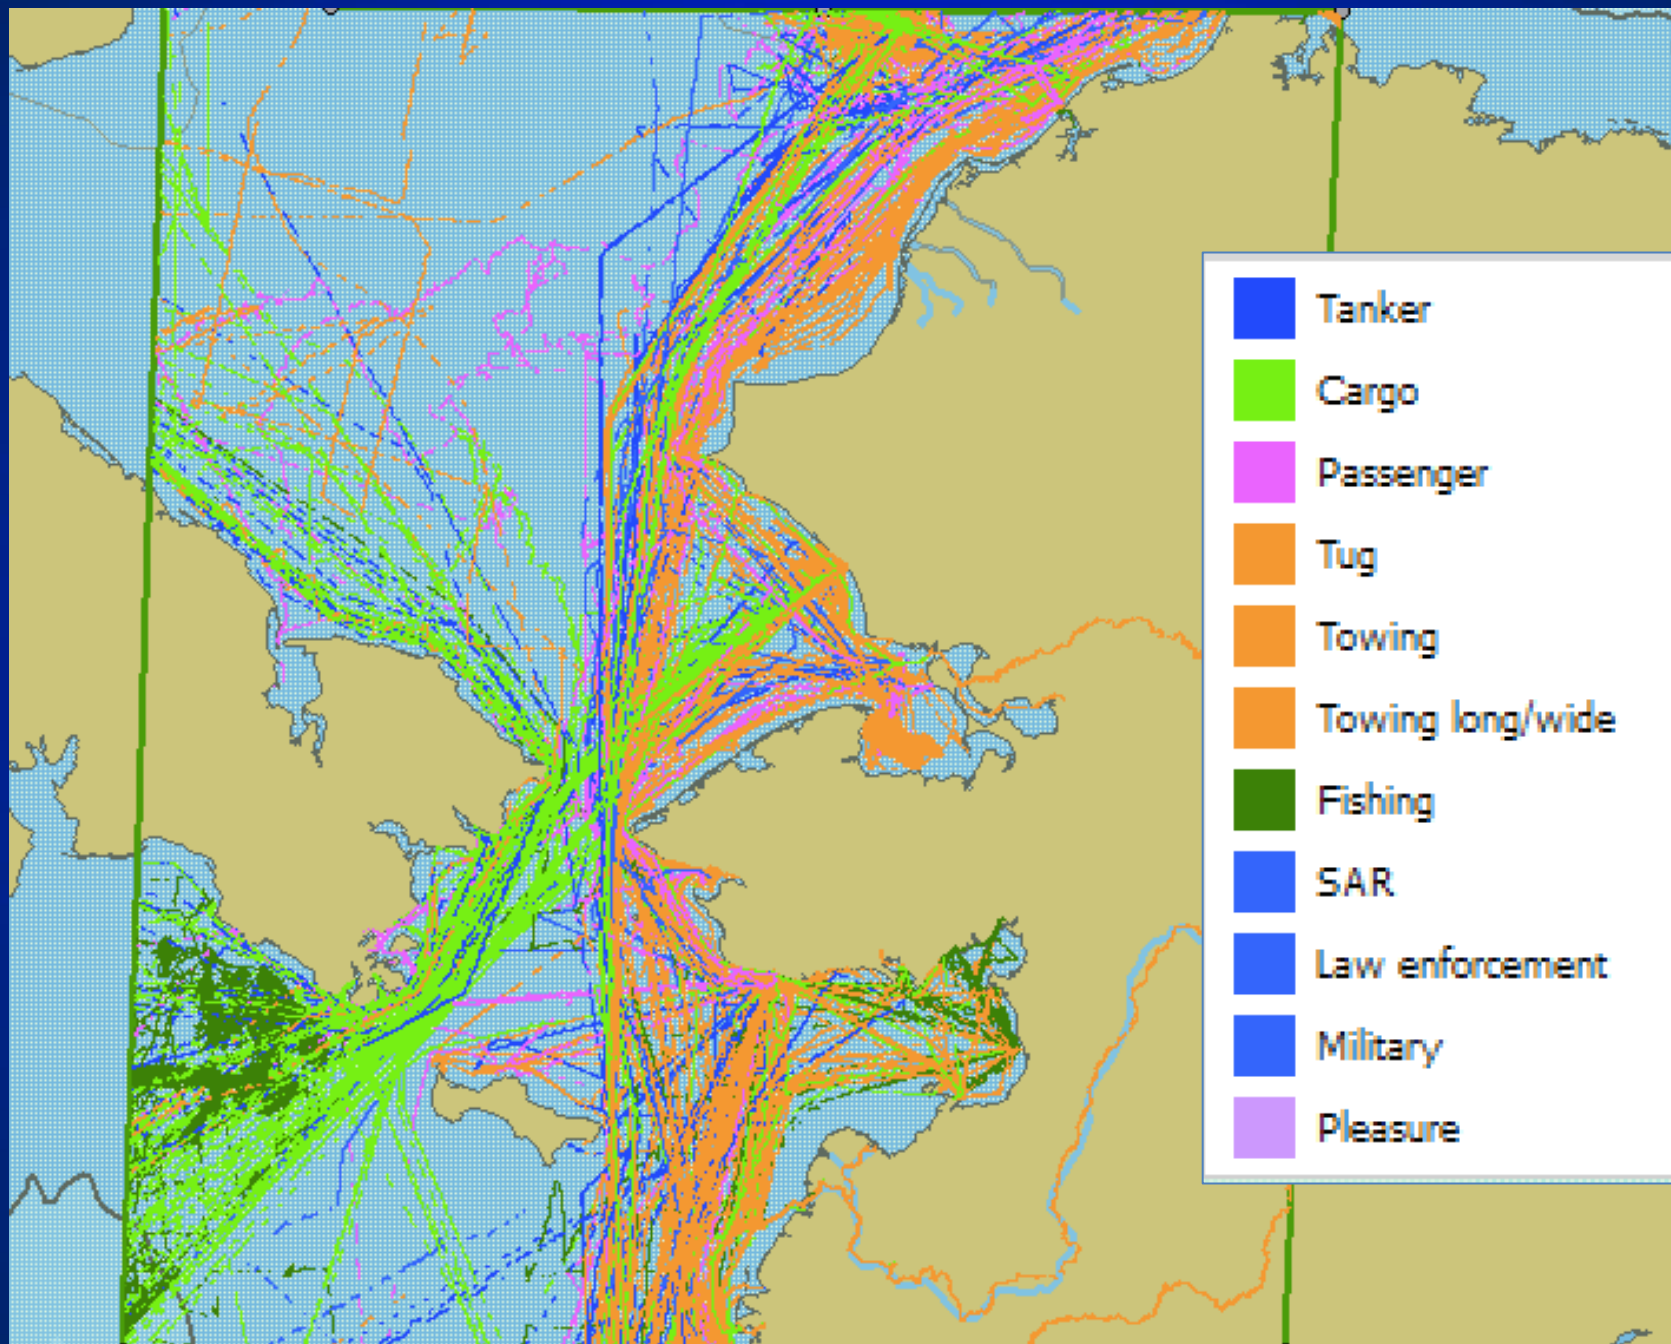 Tanker
Cargo
Passenger
Tug
Towing
Towing long/wide
Fishing
SAR
Law enforcement
Military
Pleasure